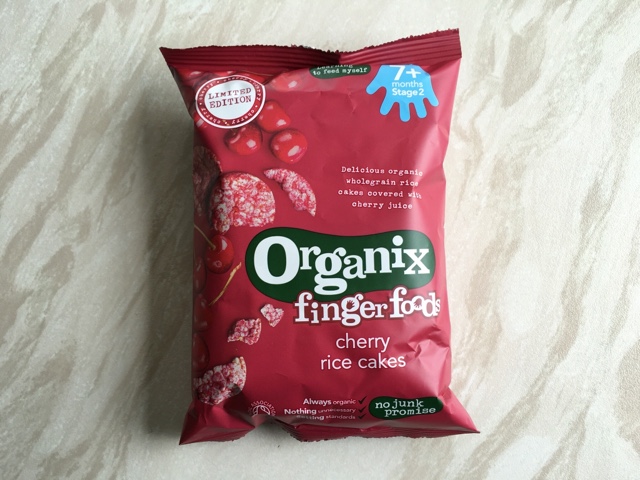 Learning
to feed myself
7+
months
Stage 2
LIMITED
EDITION
Delicious organic
wholegrain rice
cakes covered with
cherry juice
Organix
finger foods
cherry
rice cakes
Always organic
Nothing unnecessary
standards
no junk
promise